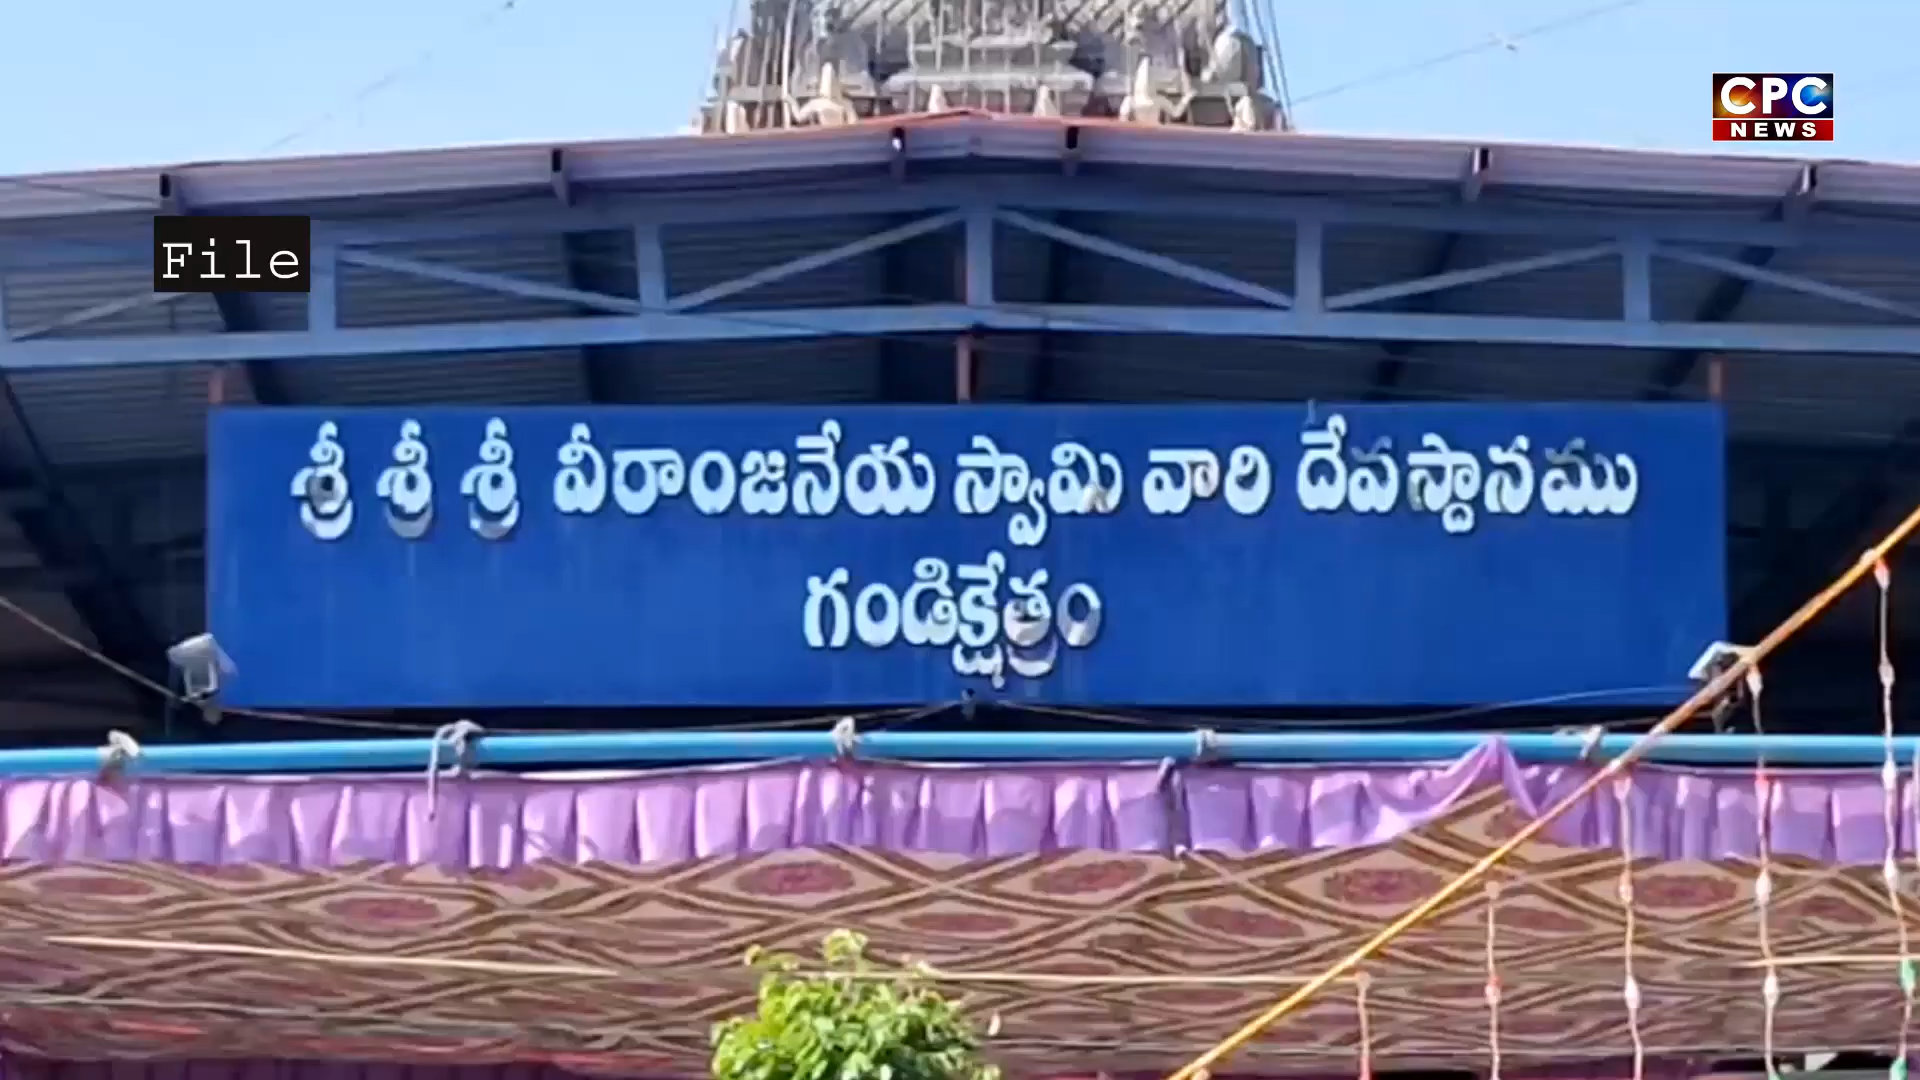 CPC
NEWS
File
శ్రీ శ్రీ శ్రీ వీరాంజనేయ స్వామి వారి దేవస్దానము
గండిక్షేత్రం